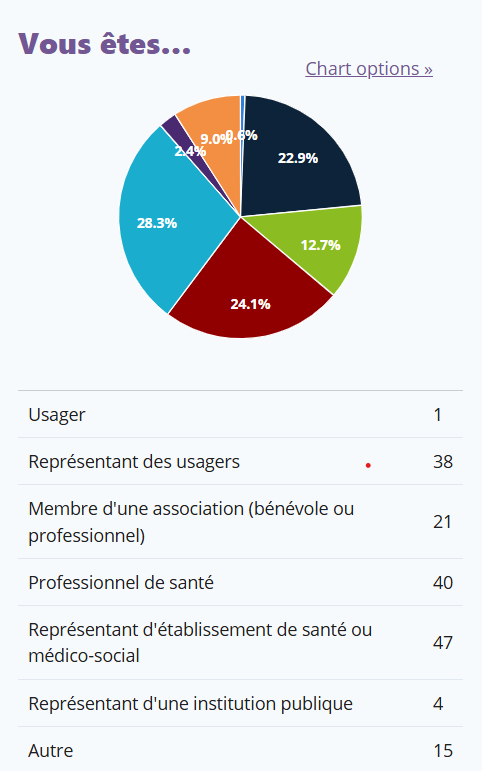 Vous êtes...
Chart options »
9.0%
0.6%
2.4%
22.9%
28.3%
12.7%
24.1%
Usager 1
Représentant des usagers 38
Membre d'une association (bénévole ou
professionnel) 21
Professionnel de santé 40
Représentant d'établissement de santé ou
médico-social 47
Représentant d'une institution publique 4
Autre 15